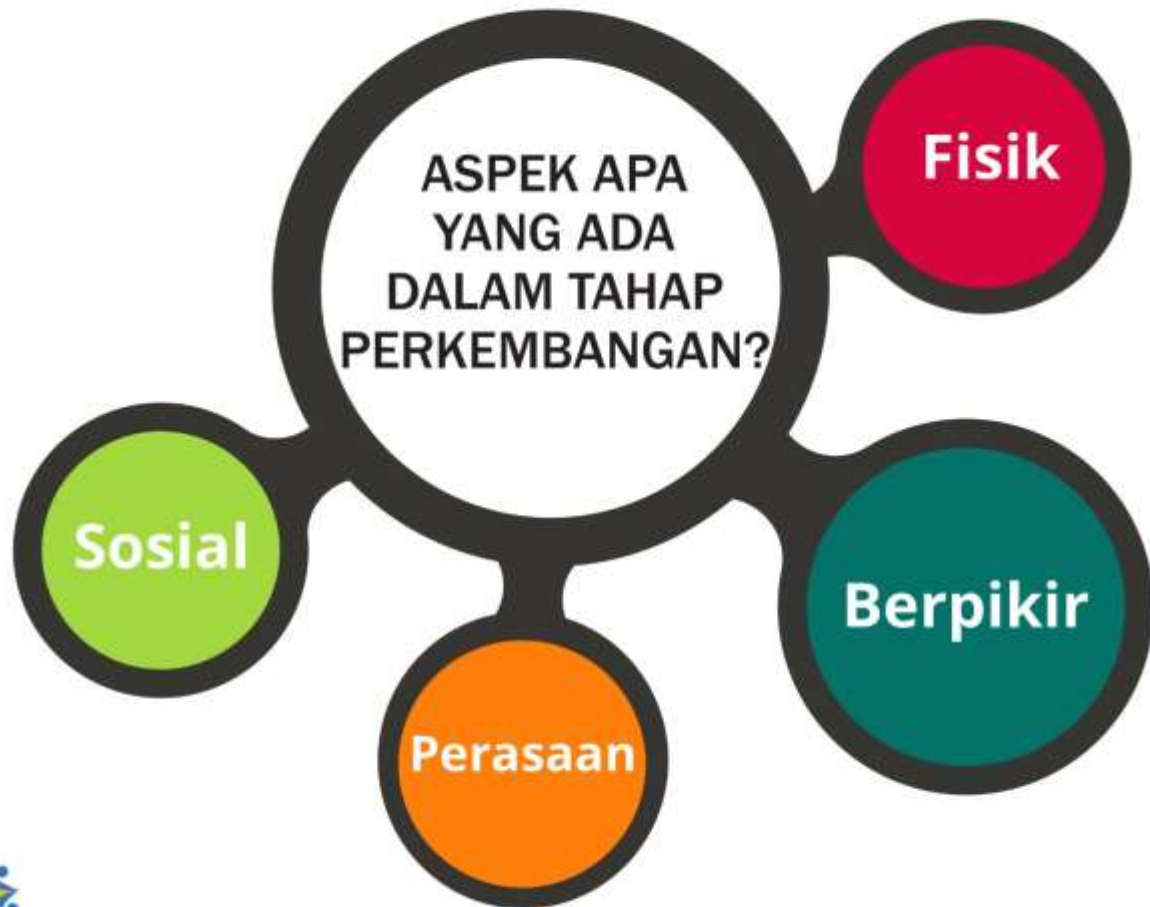 ASPEK APA
YANG ADA
DALAM TAHAP
PERKEMBANGAN?
Fisik
Berpikir
Perasaan
Sosial